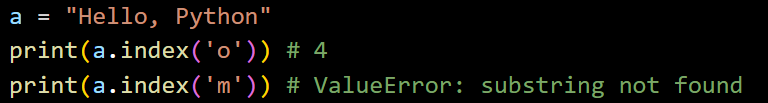 a = "Hello, Python"
print(a.index('o')) # 4
print(a.index('m')) # ValueError: substring not found